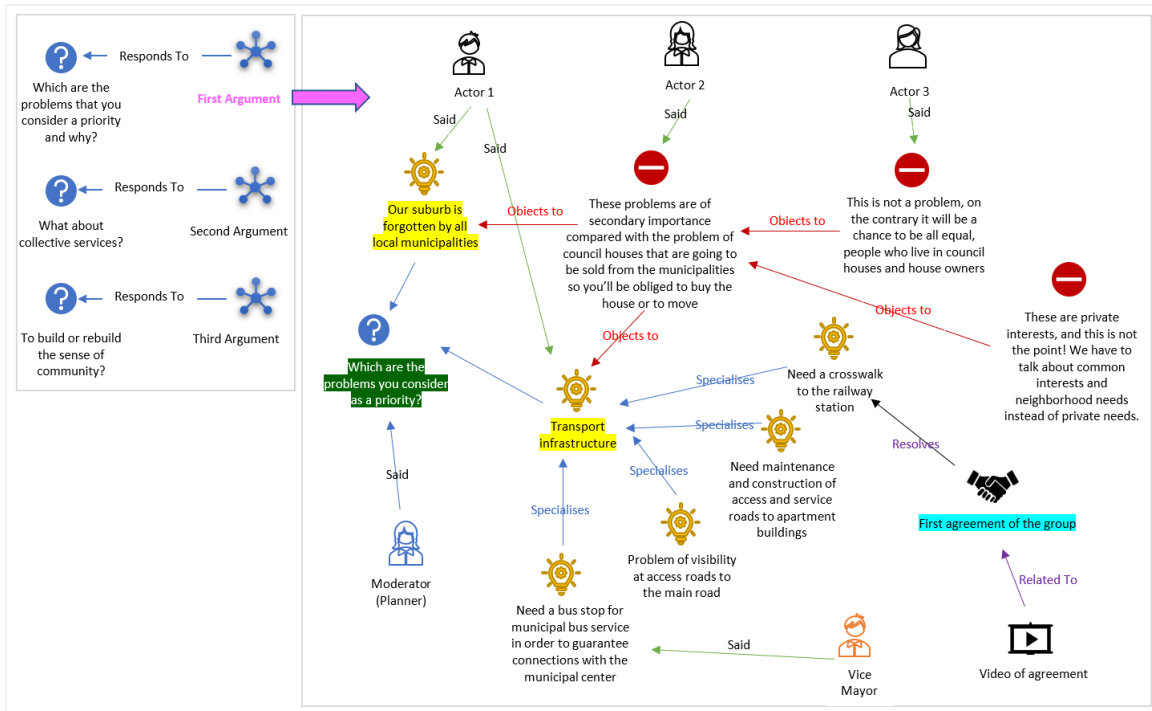 Responds To
Which are the
problems that you
consider a priority
and why?
First Argument
Responds To
What about
collective services?
Second Argument
Responds To
To build or rebuild
the sense of
community?
Third Argument
Actor 1
Actor 2
Actor 3
Said
Said
Said
Said
Our suburb is
forgotten by all
local municipalities
Objects to
These problems are of
secondary importance
compared with the problem of
council houses that are going to
be sold from the municipalities
so you'll be obliged to buy the
house or to move
Objects to
This is not a problem, on
the contrary it will be a
chance to be all equal,
people who live in council
houses and house owners
Objects to
These are private
interests, and this is not
the point! We have to
talk about common
interests and
neighborhood needs
instead of private needs.
Objects to
Which are the
problems you consider
as a priority?
Transport
infrastructure
Specialises
Need a crosswalk
to the railway
station
Specialises
Need maintenance
and construction of
access and service
roads to apartment
buildings
Specialises
Problem of visibility
at access roads to
the main road
Specialises
Need a bus stop for
municipal bus service
in order to guarantee
connections with the
municipal center
Said
Moderator
(Planner)
Said
Vice
Mayor
Resolves
First agreement of the group
Related To
Video of agreement